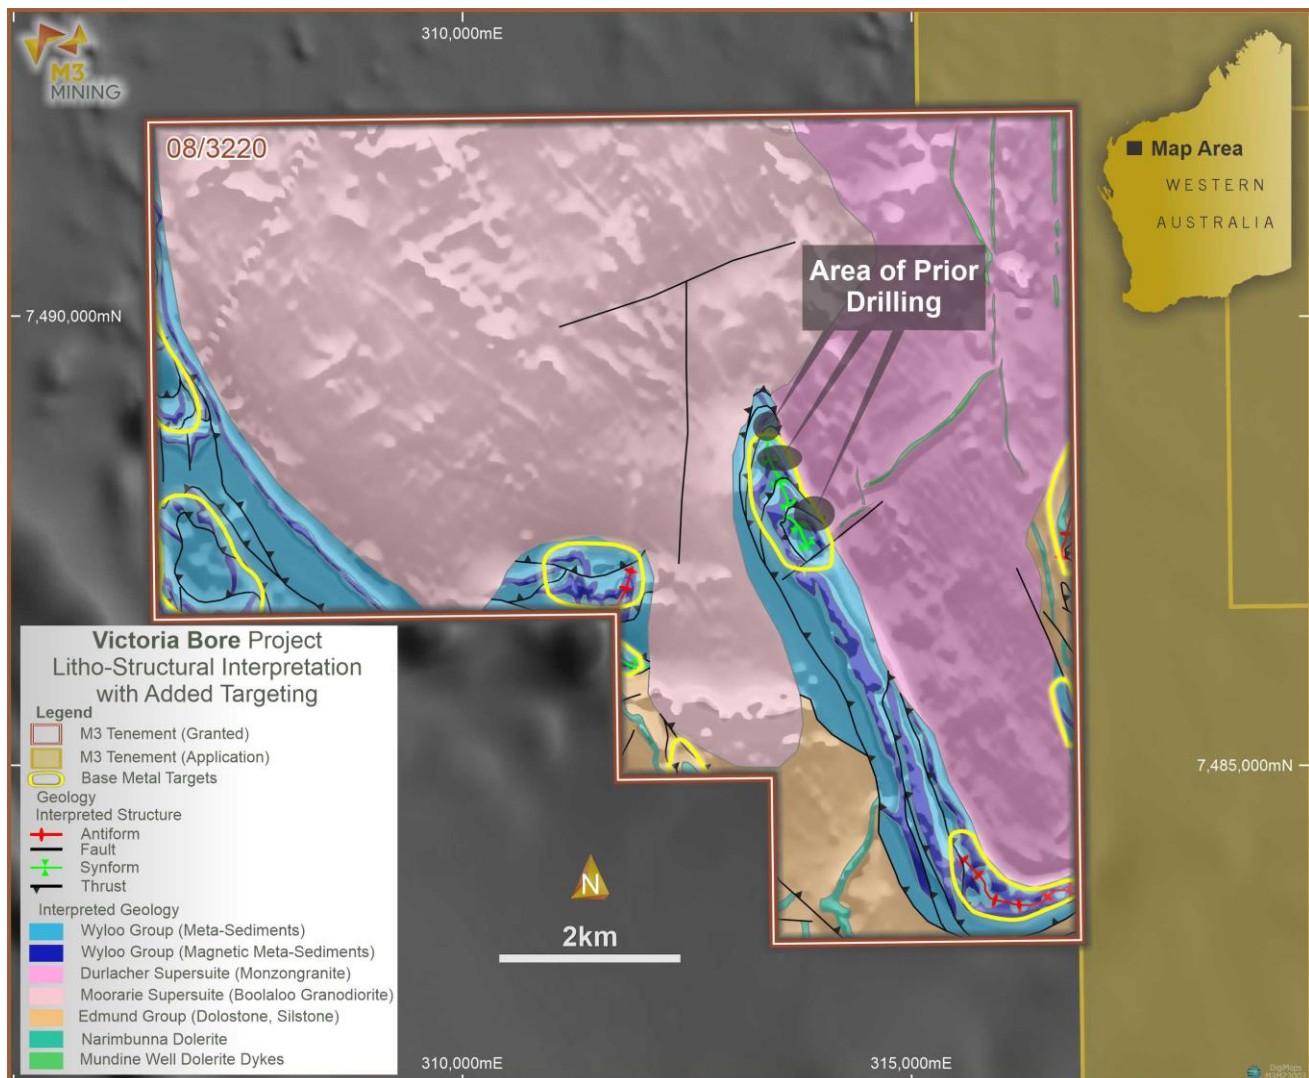 310,000mE
315,000mE
M3
MINING
08/3220
Map Area
WESTERN
AUSTRALIA
Area of Prior
Drilling
7,490,000mN
Victoria Bore Project
Litho-Structural Interpretation
with Added Targeting
Legend
M3 Tenement (Granted)
M3 Tenement (Application)
Base Metal Targets
Geology
Interpreted Structure
Antiform
Fault
Synform
Thrust
Interpreted Geology
Wyloo Group (Meta-Sediments)
Wyloo Group (Magnetic Meta-Sediments)
Durlacher Supersuite (Monzongranite)
Moorarie Supersuite (Boolaloo Granodiorite)
Edmund Group (Dolostone, Silstone)
Narimbunna Dolerite
Mundine Well Dolerite Dykes
7,485,000mN
N
2km
310,000mE
315,000mE
DigiMaps